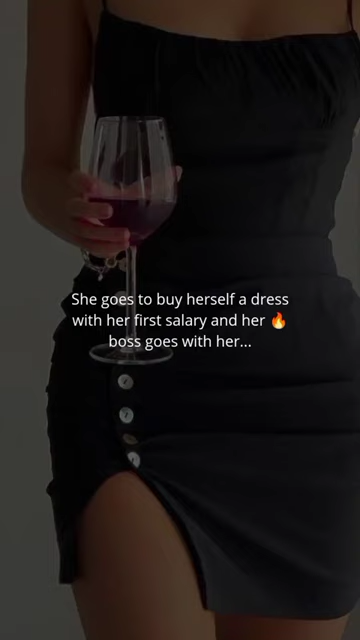 She goes to buy herself a dress
with her first salary and her 🔥
boss goes with her...